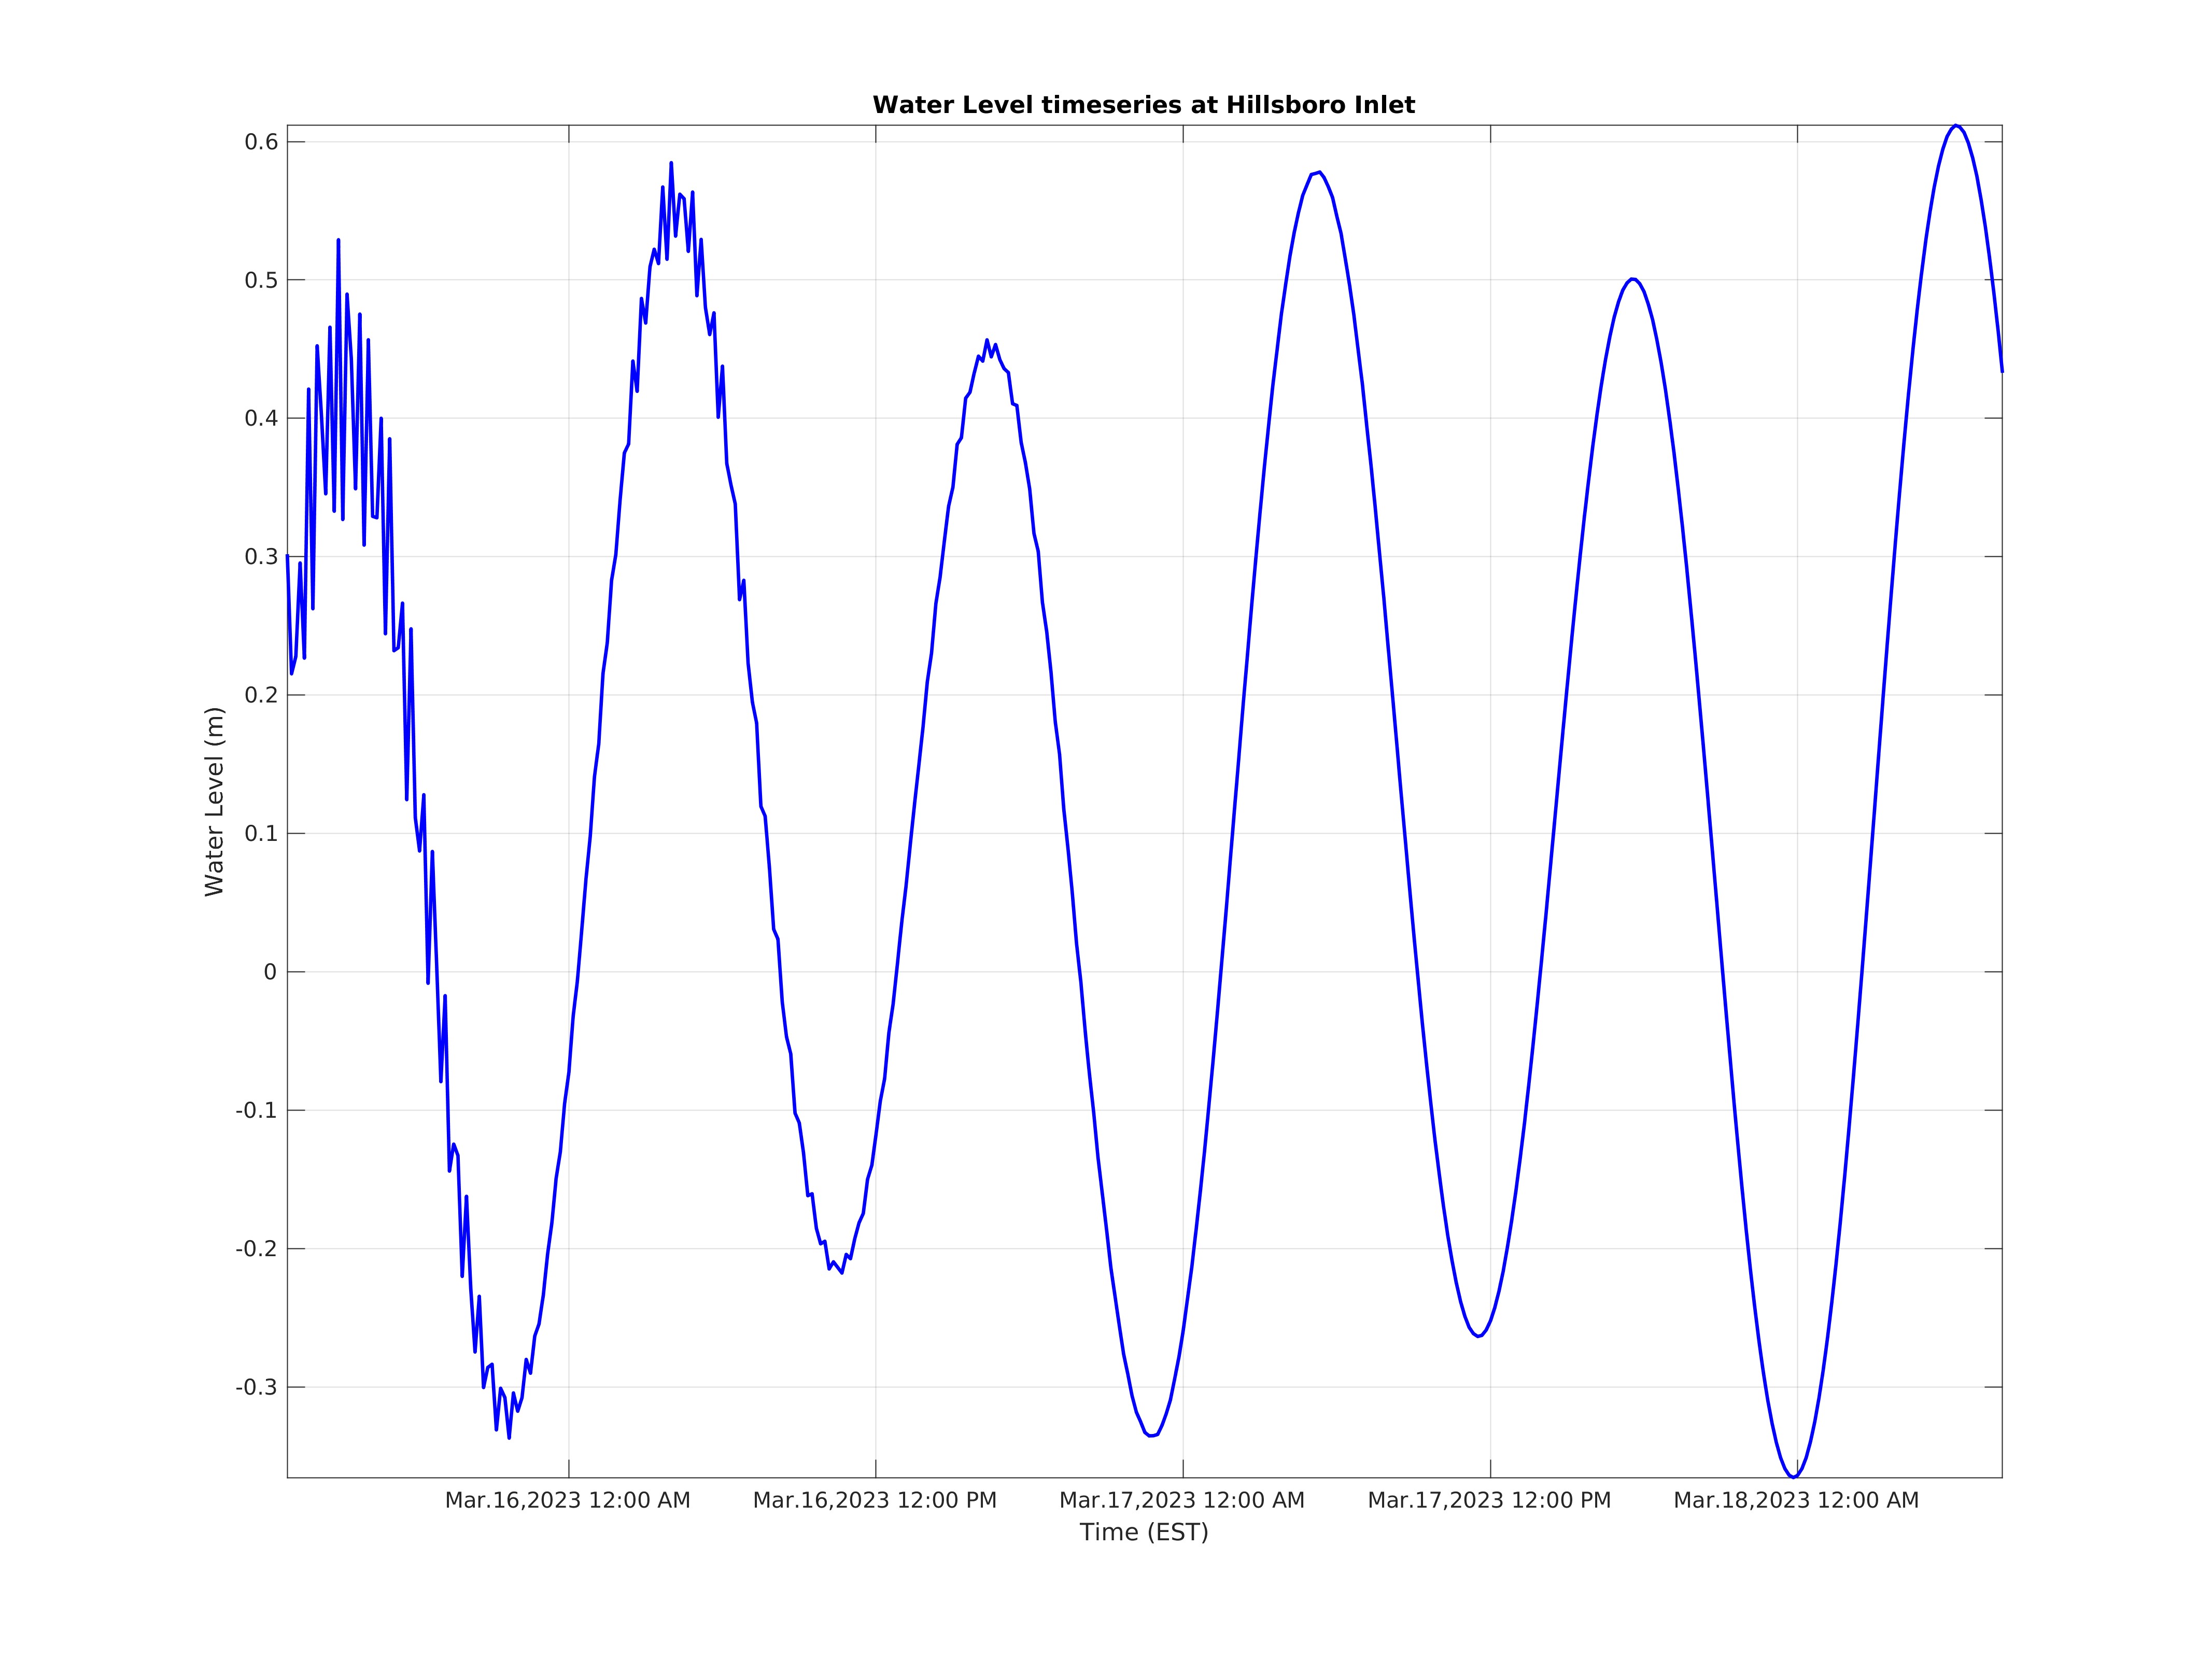 Water Level timeseries at Hillsboro Inlet
0.6
0.5
0.4
0.3
0.2
0.1
0
-0.1
-0.2
-0.3
Water Level (m)
Mar.16,2023 12:00 AM Mar.16,2023 12:00 PM Mar.17,2023 12:00 AM Mar.17,2023 12:00 PM Mar.18,2023 12:00 AM
Time (EST)